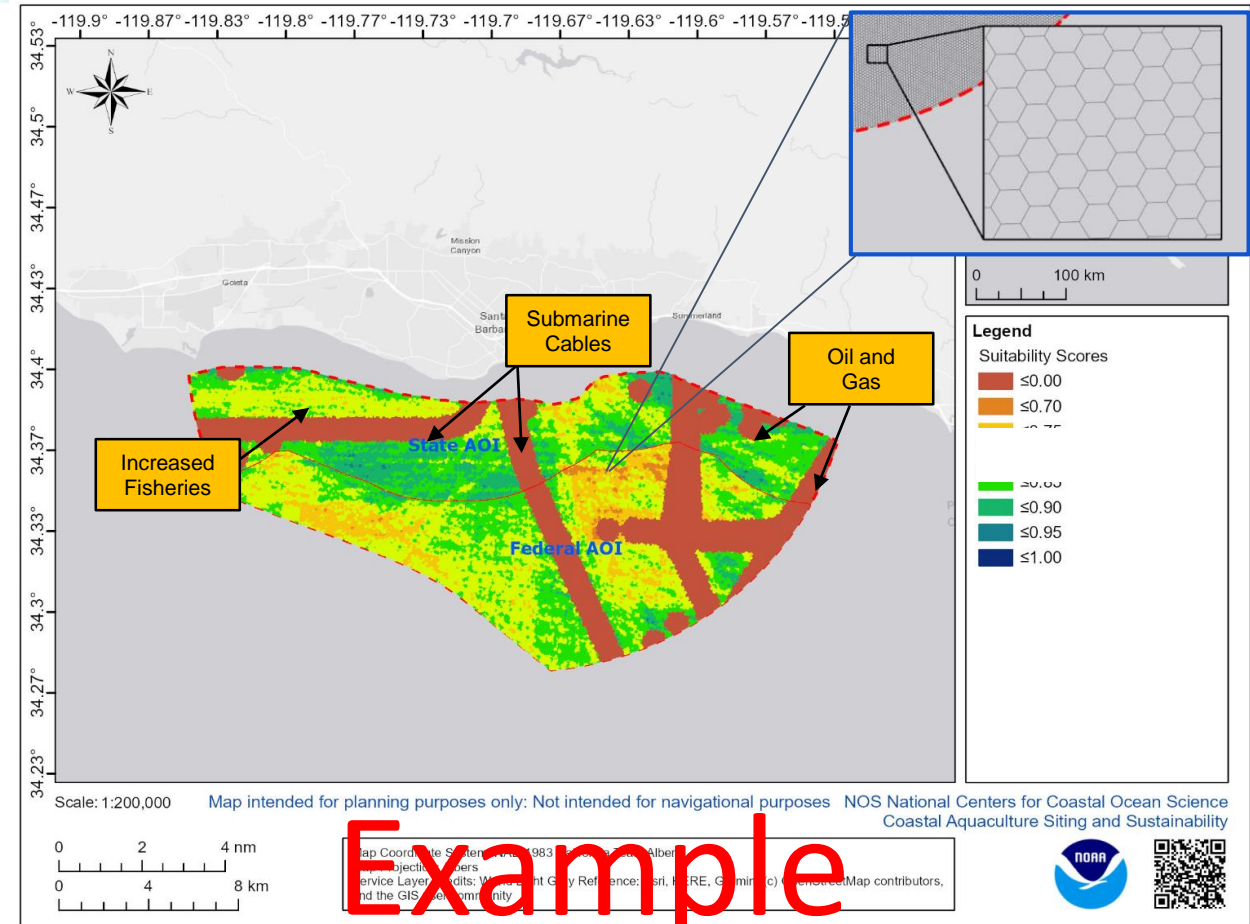 -119.9° -119.87° -119.83° -119.8° -119.77° -119.73° -119.7° -119.67° -119.63° -119.6° -119.57°
34.53°
34.5°
34.47°
34.43°
34.4°
34.37°
34.33°
34.3°
34.27°
34.23°
N
W E
S
Mission
Canyon
Goleta
Summerland
Submarine
Cables
Oil and
Gas
Increased
Fisheries
State AOI
Federal AOI
0 100 km
Legend
Suitability Scores
≤0.00
≤0.70
≤0.90
≤0.95
≤1.00
Scale: 1:200,000
Map intended for planning purposes only: Not intended for navigational purposes
NOS National Centers for Coastal Ocean Science
Coastal Aquaculture Siting and Sustainability
0 2 4 nm
0 4 8 km
Example
Map contributors,
NOAA